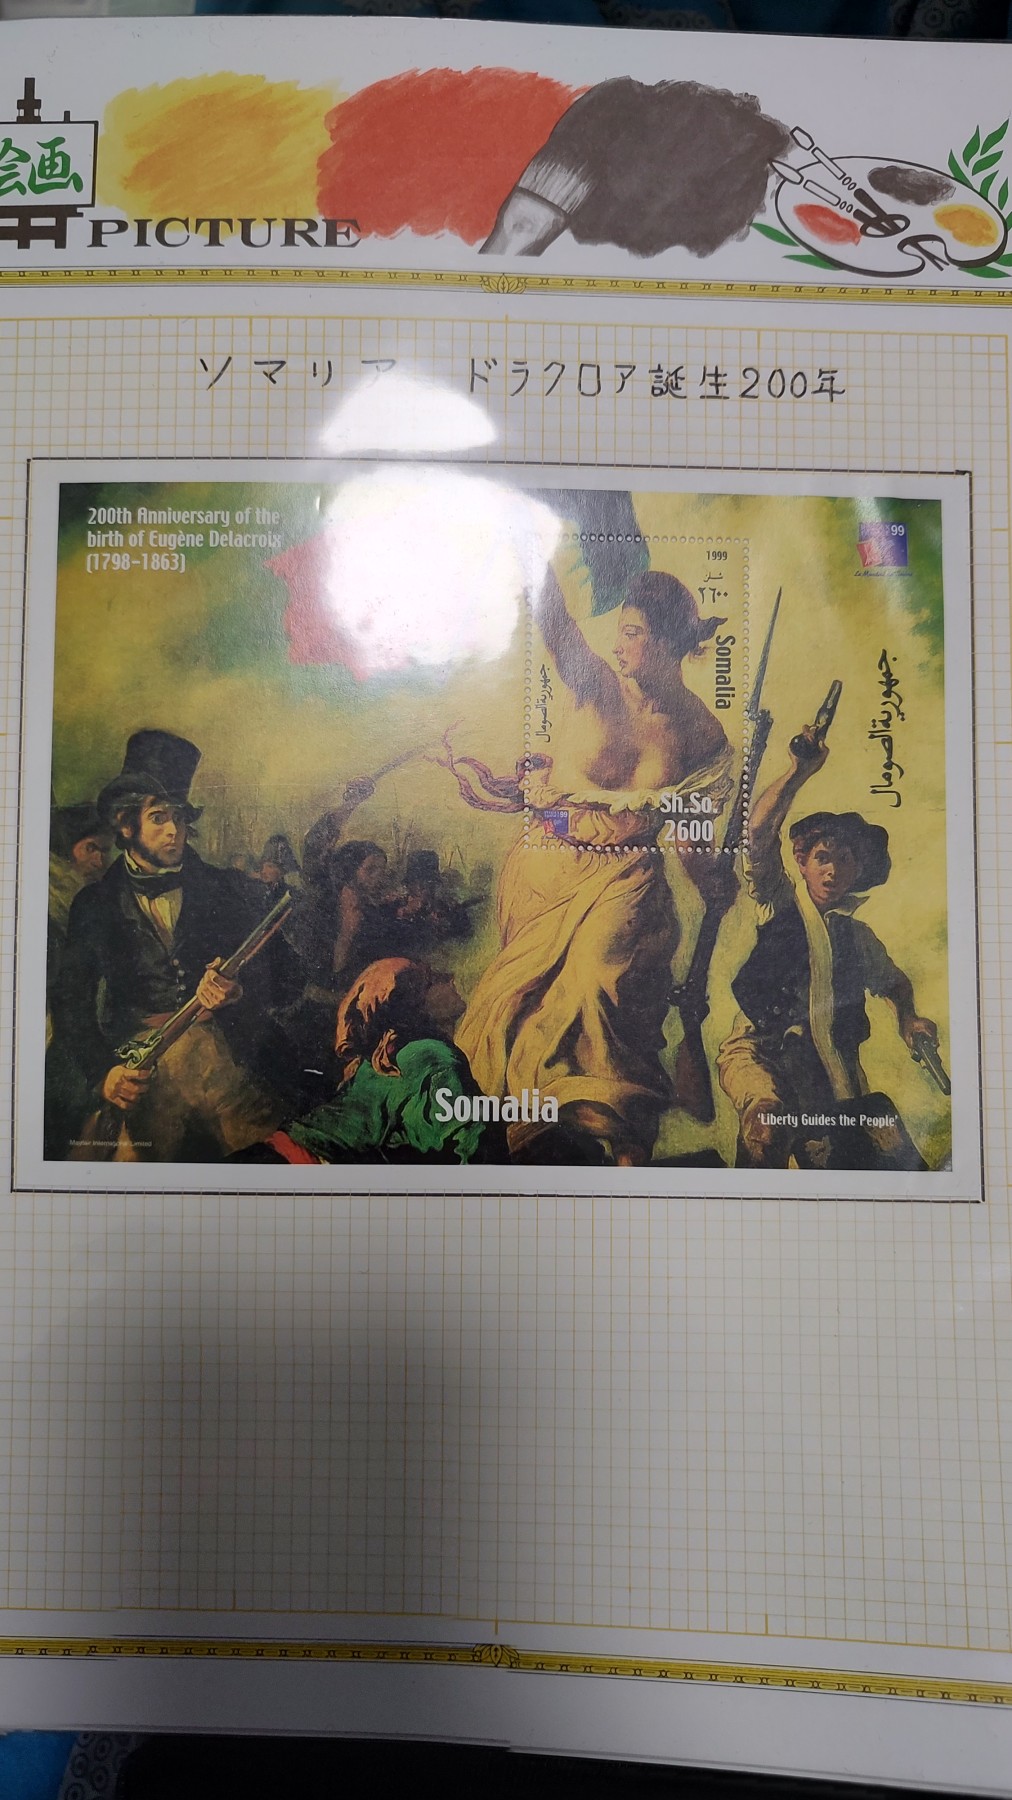 絵画
PICTURE
ソマリア ドラクロア誕生200年
200th Anniversary of the
birth of Eugène Delacroix
(1798-1863)
1999
٢٦٠٠
Somalia
جمهورية الصومال
Sh.So.
2600
جمهورية الصومال
Somalia
'Liberty Guides the People'